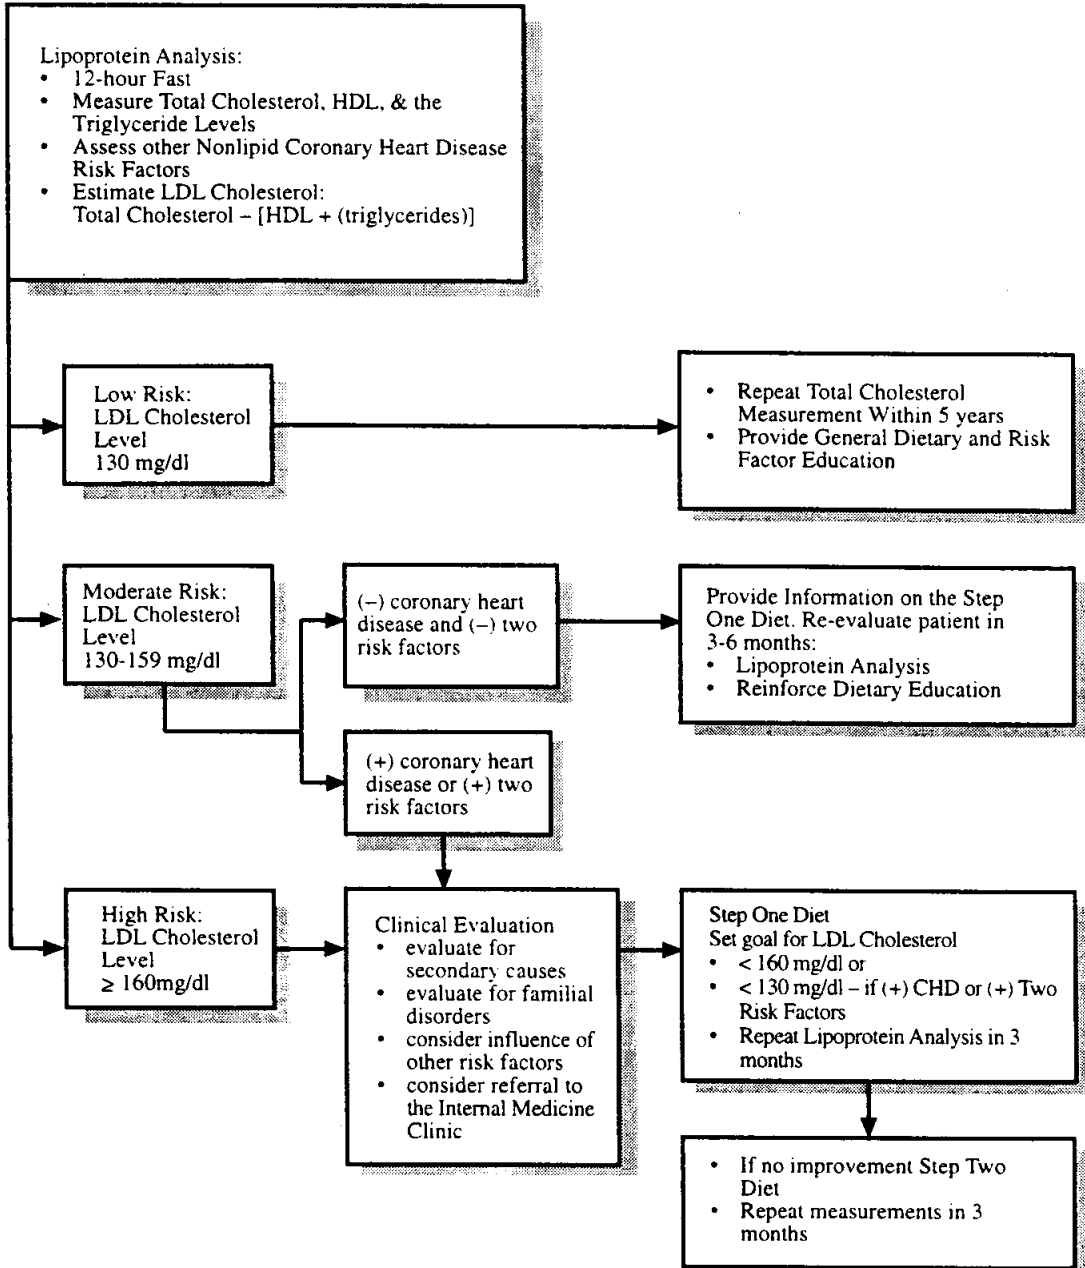 Lipoprotein Analysis:
• 12-hour Fast
• Measure Total Cholesterol, HDL, & the
Triglyceride Levels
• Assess other Nonlipid Coronary Heart Disease
Risk Factors
• Estimate LDL Cholesterol:
Total Cholesterol – [HDL + (triglycerides)]
Low Risk:
LDL Cholesterol
Level
130 mg/dl
• Repeat Total Cholesterol
Measurement Within 5 years
• Provide General Dietary and Risk
Factor Education
Moderate Risk:
LDL Cholesterol
Level
130-159 mg/dl
(–) coronary heart
disease and (–) two
risk factors
Provide Information on the Step
One Diet. Re-evaluate patient in
3-6 months:
• Lipoprotein Analysis
• Reinforce Dietary Education
(+) coronary heart
disease or (+) two
risk factors
High Risk:
LDL Cholesterol
Level
≥ 160mg/dl
Clinical Evaluation
• evaluate for
secondary causes
• evaluate for familial
disorders
• consider influence of
other risk factors
• consider referral to
the Internal Medicine
Clinic
Step One Diet
Set goal for LDL Cholesterol
• < 160 mg/dl or
• < 130 mg/dl – if (+) CHD or (+) Two
Risk Factors
• Repeat Lipoprotein Analysis in 3
months
• If no improvement Step Two
Diet
• Repeat measurements in 3
months